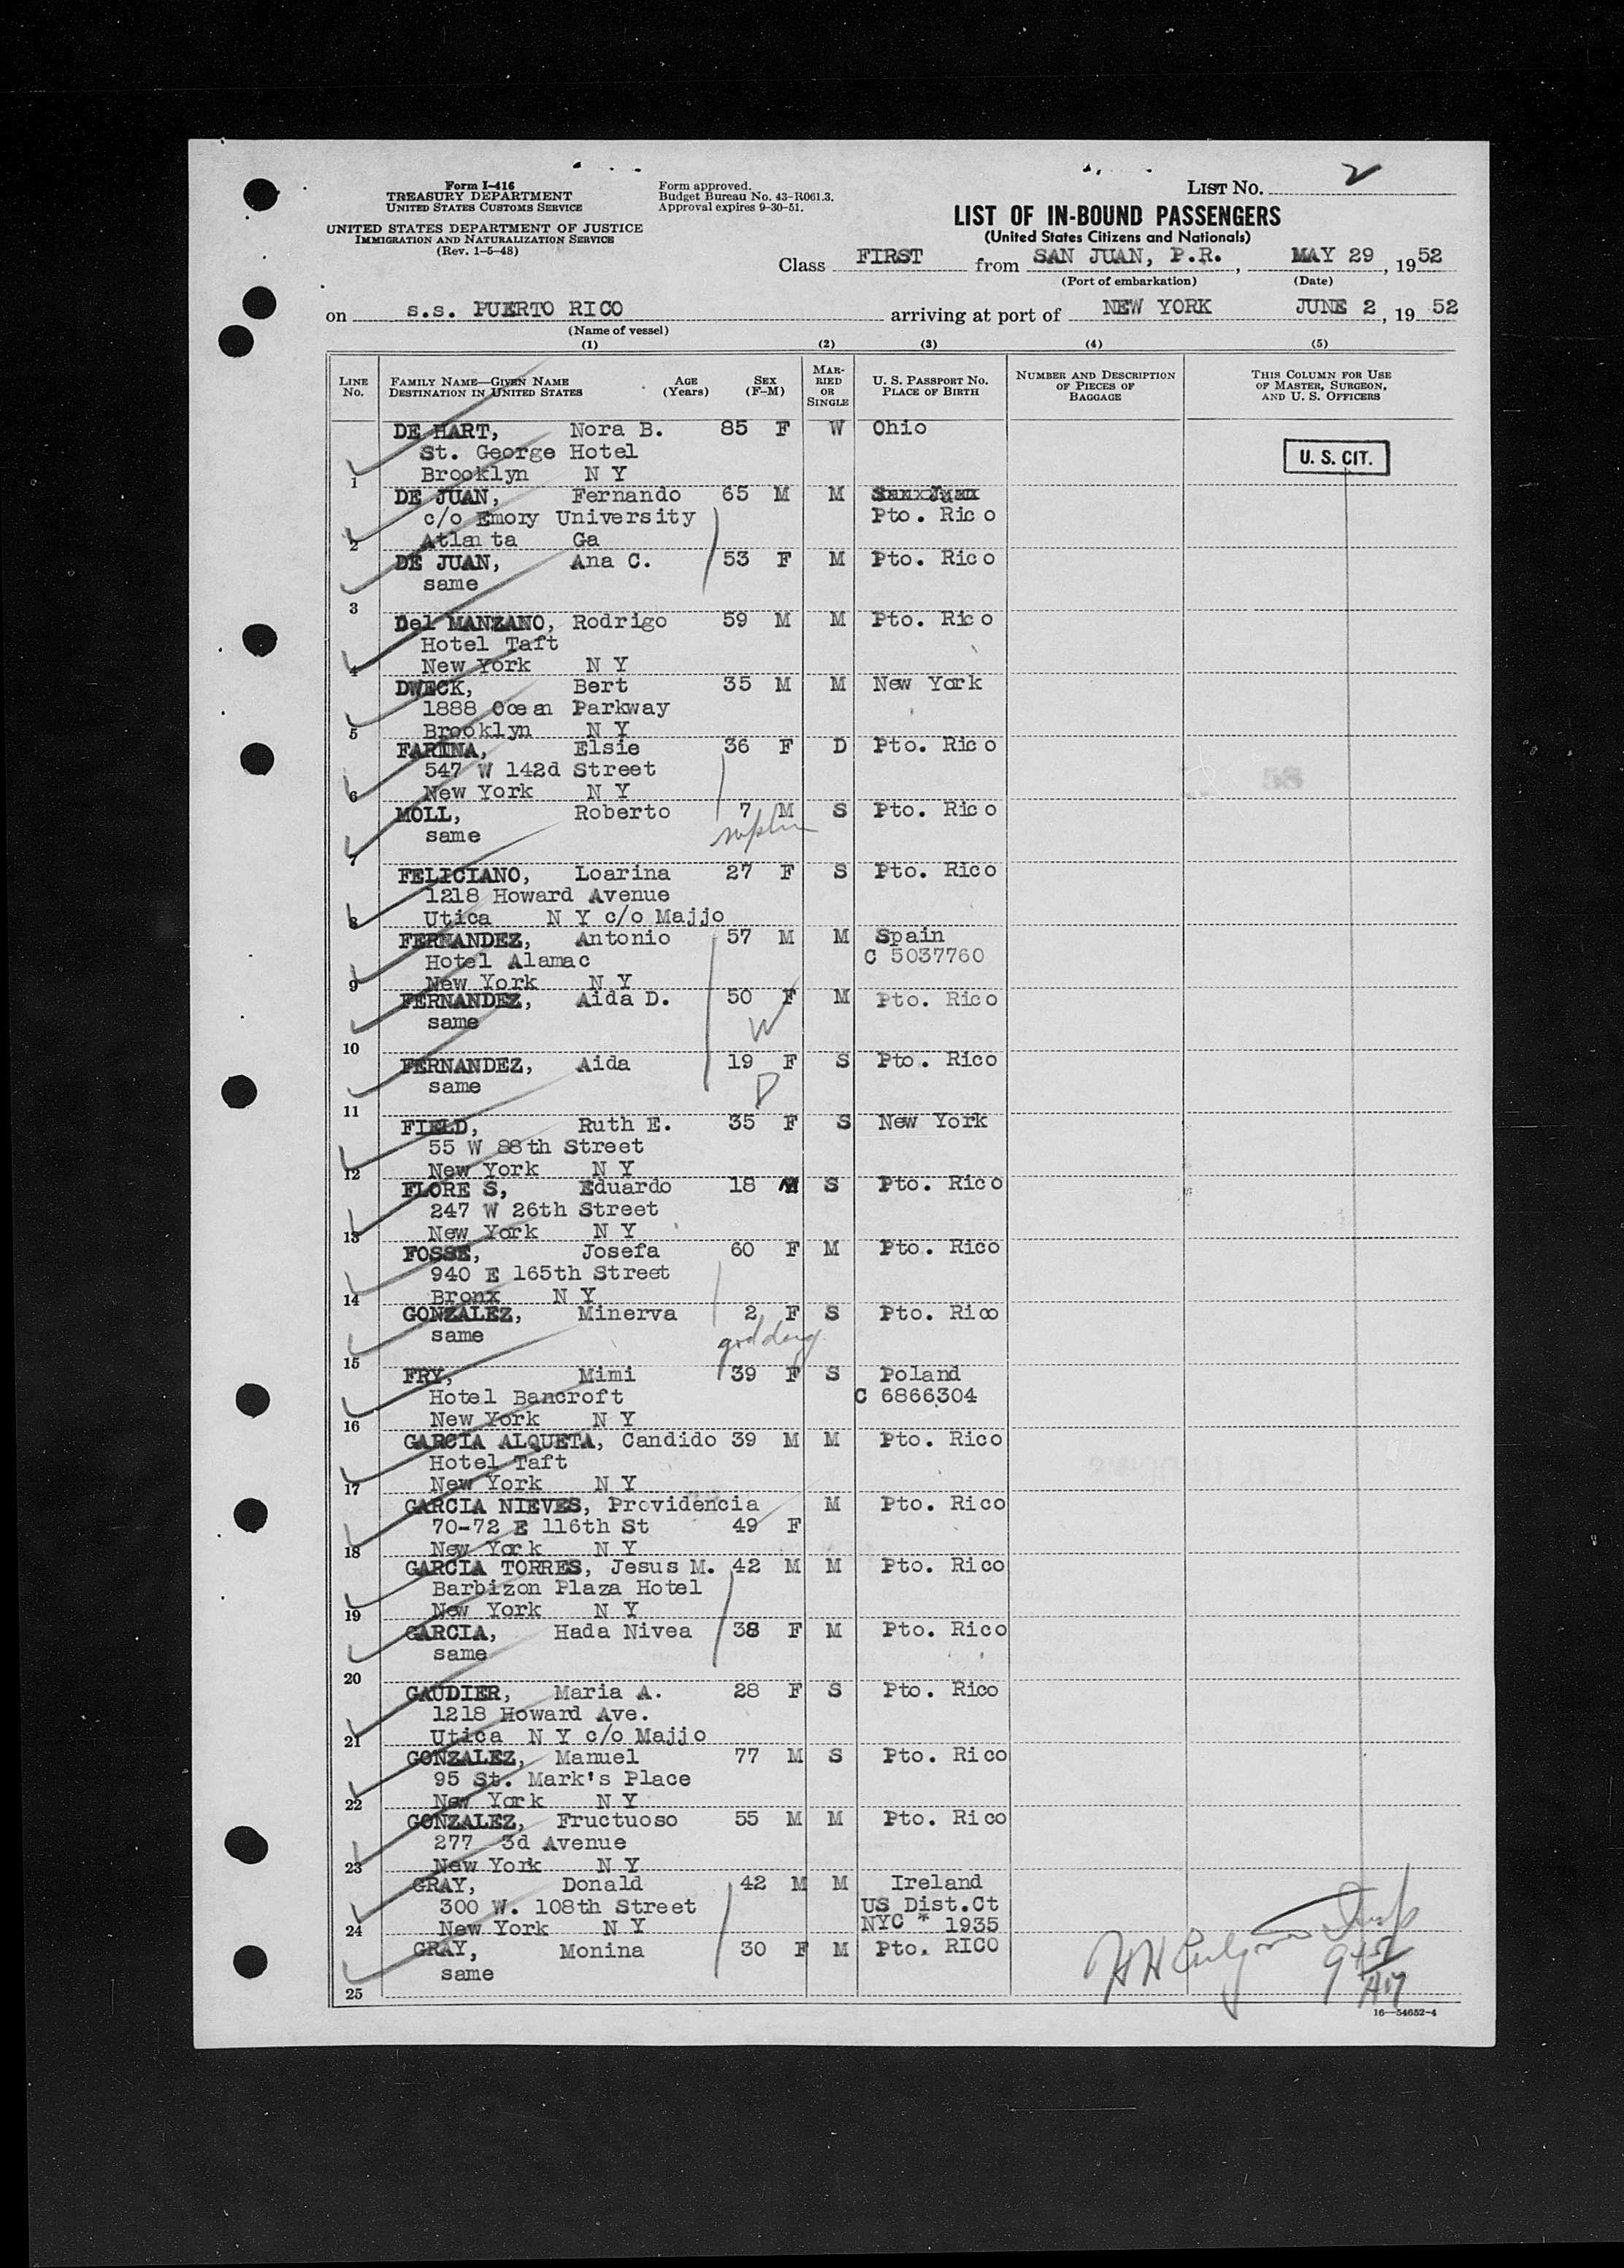 Form I-416
TREASURY DEPARTMENT
UNITED STATES CUSTOMS SERVICE
UNITED STATES DEPARTMENT OF JUSTICE
IMMIGRATION AND NATURALIZATION SERVICE
(Rev. 1-5-48)
Form approved.
Budget Bureau No. 43-R061.3.
Approval expires 9-30-51.
LIST NO. 2
LIST OF IN-BOUND PASSENGERS
(United States Citizens and Nationals)
Class FIRST from SAN JUAN, P.R., MAY 29, 1952
(Port of embarkation) (Date)
on s.s. PUERTO RICO arriving at port of NEW YORK JUNE 2, 1952
(Name of vessel)
(1) (2) (3) (4) (5)
LINE NO.
FAMILY NAME—GIVEN NAME
DESTINATION IN UNITED STATES
AGE (Years)
SEX (F-M)
MARRIED OR SINGLE
U. S. PASSPORT NO.
PLACE OF BIRTH
NUMBER AND DESCRIPTION OF PIECES OF BAGGAGE
THIS COLUMN FOR USE OF MASTER, SURGEON, AND U. S. OFFICERS
DE HART, Nora B. 85 F W Ohio
St. George Hotel
U. S. CIT.
1 Brooklyn N Y
DE JUAN, Fernando 65 M M San Juan
c/o Emory University Pto. Rico
2 Atlanta Ga
DE JUAN, Ana C. 53 F M Pto. Rico
same
3
Del MANZANO, Rodrigo 59 M M Pto. Rico
Hotel Taft
4 New York N Y
DWECK, Bert 35 M M New York
1888 Ocean Parkway
5 Brooklyn N Y
FARINA, Elsie 36 F D Pto. Rico
547 W 142d Street
6 New York N Y
MOLL, Roberto 7 M S Pto. Rico
same
7
FELICIANO, Loarina 27 F S Pto. Rico
1218 Howard Avenue
8 Utica N Y c/o Majjo
FERNANDEZ, Antonio 57 M M Spain
Hotel Alamac C 5037760
9 New York N Y
FERNANDEZ, Aida D. 50 F M Pto. Rico
same W
10
FERNANDEZ, Aida 19 F S Pto. Rico
same D
11
FIELD, Ruth E. 35 F S New York
55 W 88th Street
12 New York N Y
FLORE S, Eduardo 18 M S Pto. Rico
247 W 26th Street
13 New York N Y
FOSSE, Josefa 60 F M Pto. Rico
940 E 165th Street
14 Bronx N Y
GONZALEZ, Minerva 2 F S Pto. Rico
same
15
FRY, Mimi 39 F S Poland
Hotel Bancroft C 6866304
16 New York N Y
GARCIA ALQUETA, Candido 39 M M Pto. Rico
Hotel Taft
17 New York N Y
GARCIA NIEVES, Providencia M Pto. Rico
70-72 E 116th St 49 F
18 New York N Y
GARCIA TORRES, Jesus M. 42 M M Pto. Rico
Barbizon Plaza Hotel
19 New York N Y
GARCIA, Hada Nivea 38 F M Pto. Rico
same
20
GAUDIER, Maria A. 28 F S Pto. Rico
1218 Howard Ave.
21 Utica N Y c/o Majjo
GONZALEZ, Manuel 77 M S Pto. Rico
95 St. Mark's Place
22 New York N Y
GONZALEZ, Fructuoso 55 M M Pto. Rico
277 3d Avenue
23 New York N Y
GRAY, Donald 42 M M Ireland
300 W. 108th Street US Dist.Ct
24 New York N Y NYC * 1935
GRAY, Monina 30 F M Pto. RICO
same
25
16—54652-4